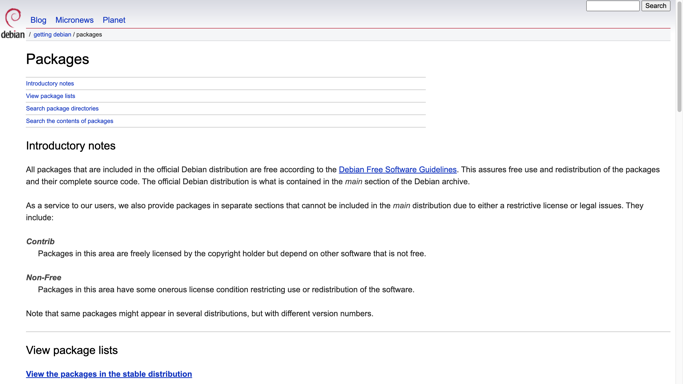 Search
Blog Micronews Planet
debian
/ getting debian / packages
Packages
Introductory notes
View package lists
Search package directories
Search the contents of packages
Introductory notes
All packages that are included in the official Debian distribution are free according to the Debian Free Software Guidelines. This assures free use and redistribution of the packages
and their complete source code. The official Debian distribution is what is contained in the main section of the Debian archive.
As a service to our users, we also provide packages in separate sections that cannot be included in the main distribution due to either a restrictive license or legal issues. They
include:
Contrib
Packages in this area are freely licensed by the copyright holder but depend on other software that is not free.
Non-Free
Packages in this area have some onerous license condition restricting use or redistribution of the software.
Note that same packages might appear in several distributions, but with different version numbers.
View package lists
View the packages in the stable distribution